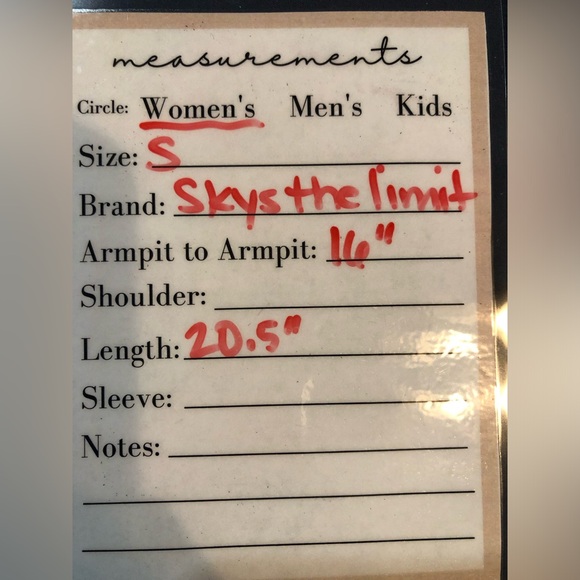 measurements
Circle: Women's Men's Kids
Size: S
Brand: Skys the limit
Armpit to Armpit: 16"
Shoulder:
Length: 20.5"
Sleeve:
Notes: